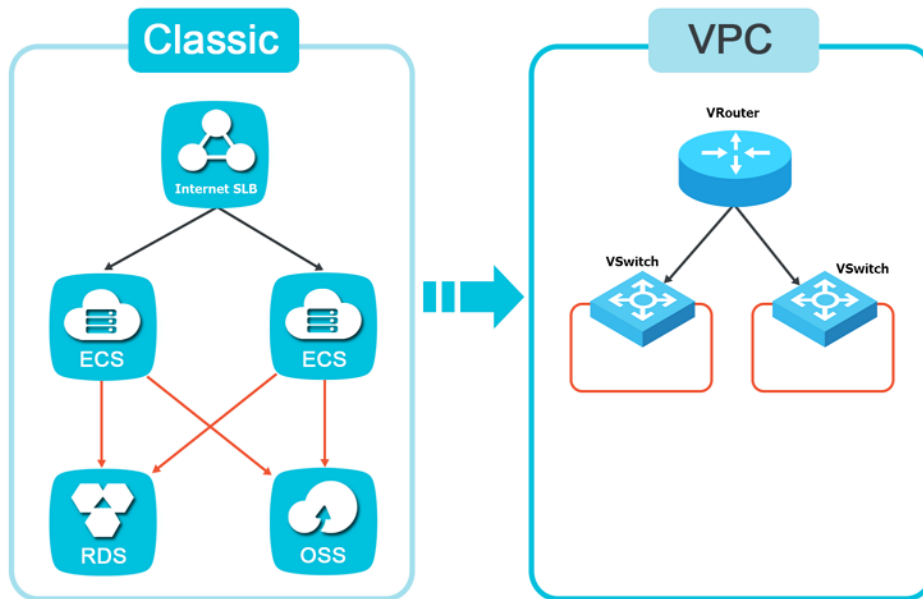 Classic
VPC
VRouter
Internet SLB
VSwitch
VSwitch
ECS
ECS
RDS
OSS